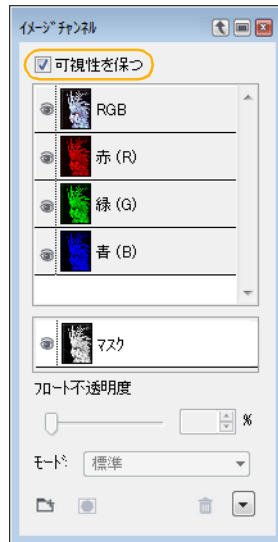 ｲﾒｰｼﾞﾁｬﾝﾈﾙ
可視性を保つ
RGB
赤 (R)
緑 (G)
青 (B)
ﾏｽｸ
ﾌﾛｰﾄ不透明度
%
ﾓｰﾄﾞ: 標準